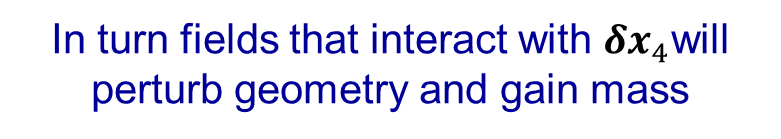 In turn fields that interact with δx₄ will
perturb geometry and gain mass